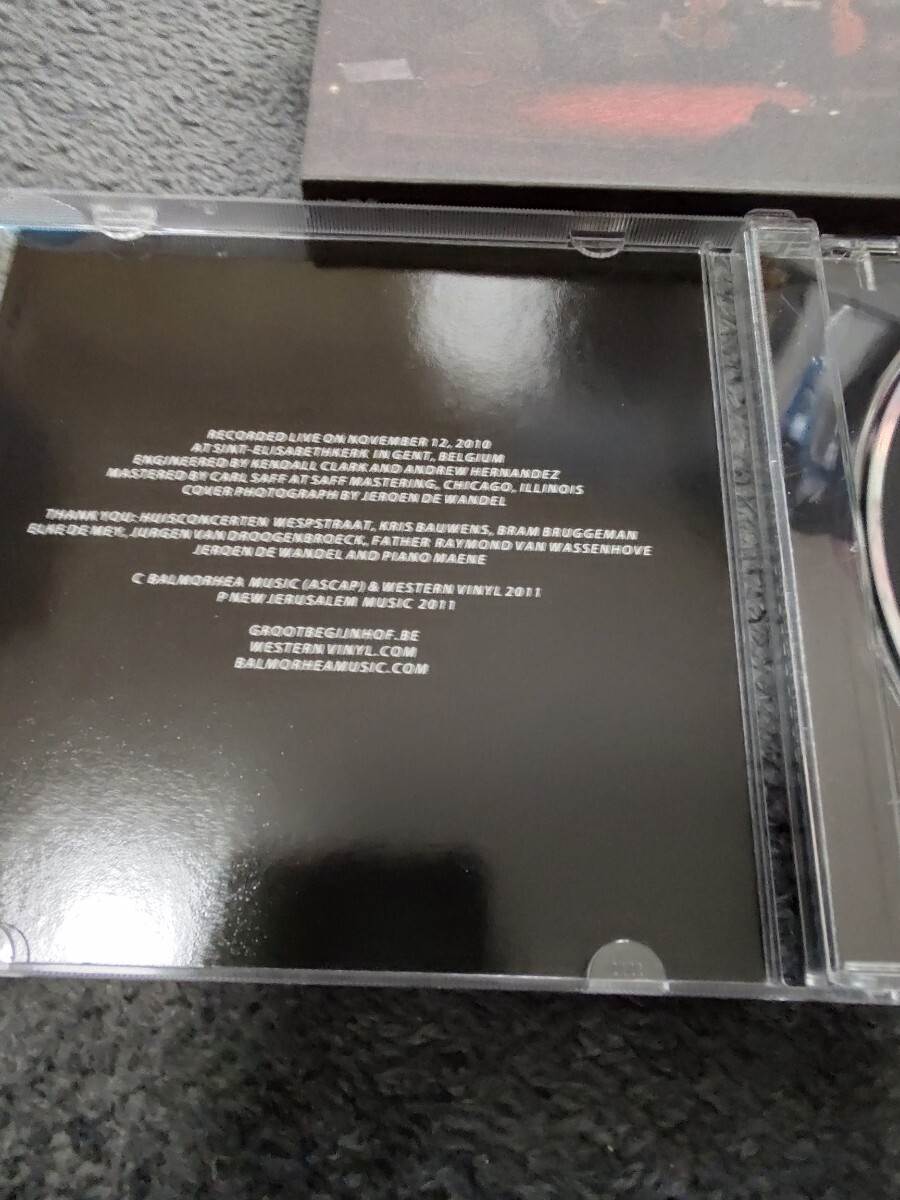 RECORDED LIVE ON NOVEMBER 12, 2010
AT SINT-ELISABETHKERK IN GENT, BELGIUM
ENGINEERED BY KENDALL CLARK AND ANDREW HERNANDEZ
MASTERED BY CARL SAFF AT SAFF MASTERING, CHICAGO, ILLINOIS
COVER PHOTOGRAPH BY JEROEN DE WANDEL
THANK YOU: HUISCONCERTEN WESPSTRAAT, KRIS BAUWENS, BRAM BRUGGEMAN
ELKE DE MEY, JURGEN VAN DROOGENBROECK, FATHER RAYMOND VAN WASSENHOVE
JEROEN DE WANDEL AND PIANO MAENE
C BALMORHEA MUSIC (ASCAP) & WESTERN VINYL 2011
P NEW JERUSALEM MUSIC 2011
GROOTBEGIJNHOF.BE
WESTERNVINYL.COM
BALMORHEAMUSIC.COM